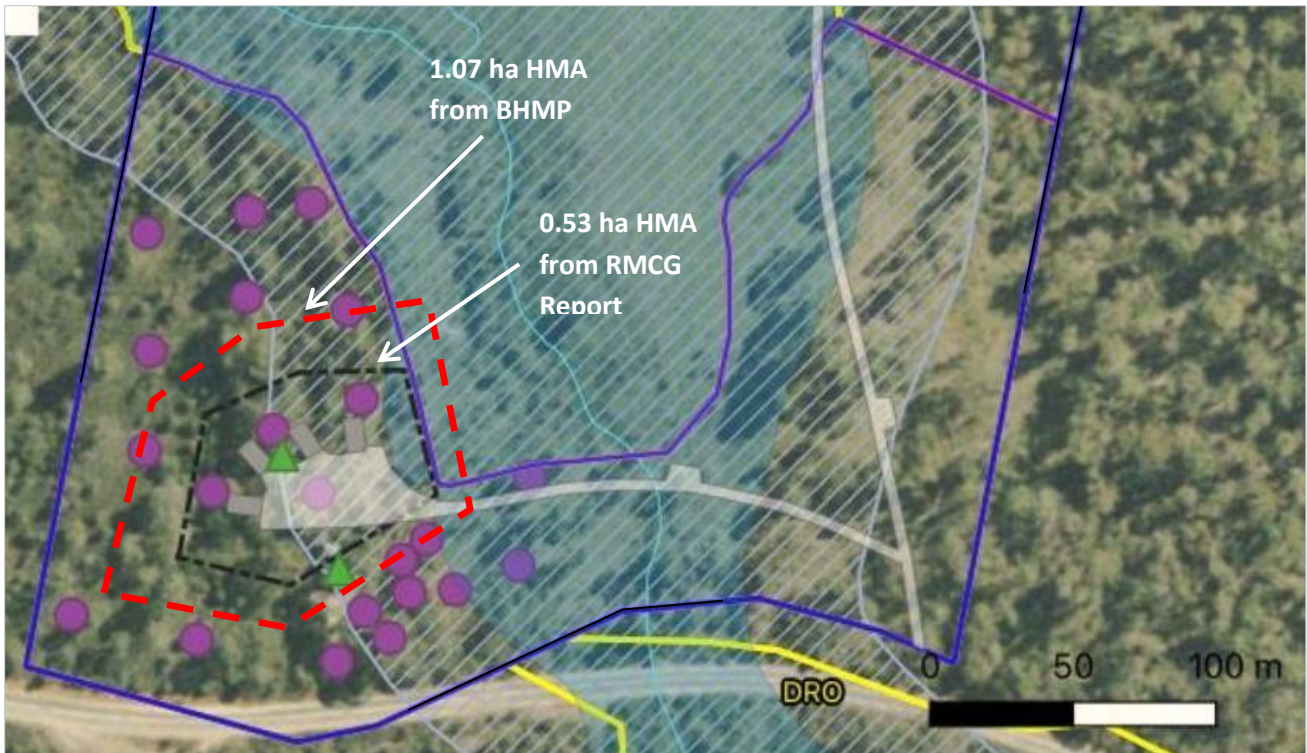 1.07 ha HMA
from BHMP
0.53 ha HMA
from RMCG
Report
0 50 100 m
DRO